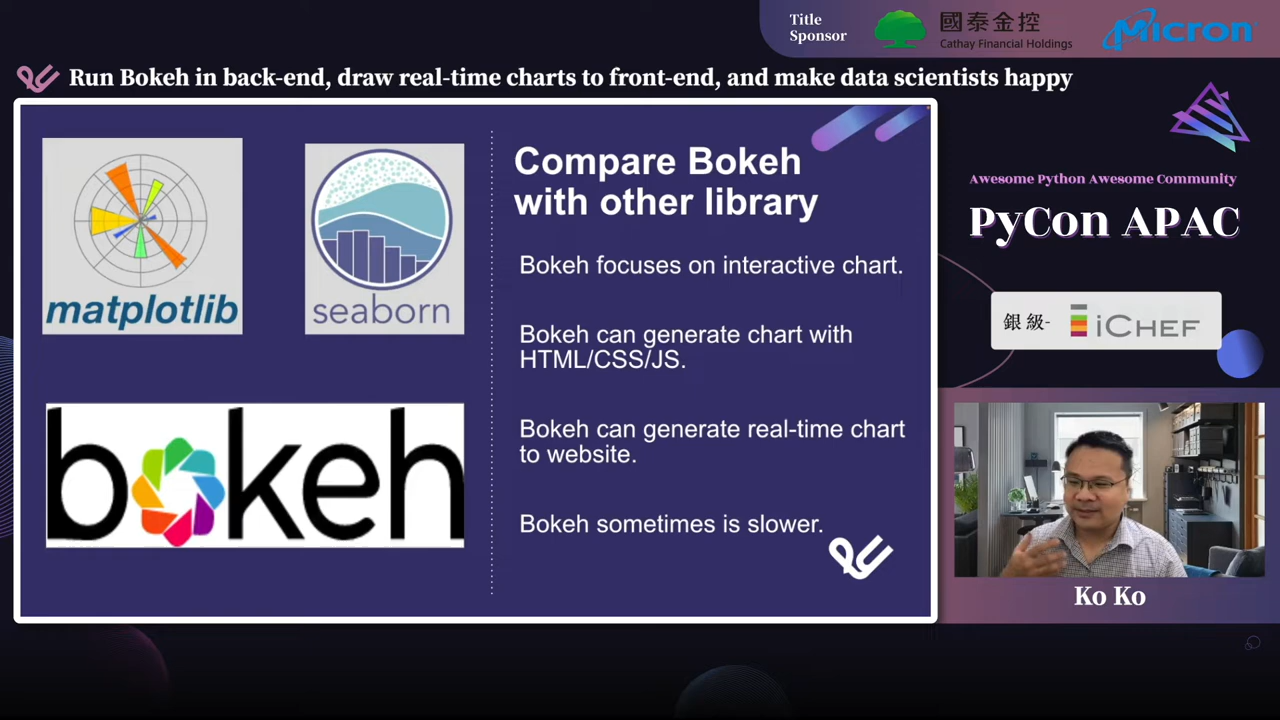 Title
Sponsor
國泰金控
Cathay Financial Holdings
Micron
Run Bokeh in back-end, draw real-time charts to front-end, and make data scientists happy
matplotlib
seaborn
bokeh
Compare Bokeh
with other library
Bokeh focuses on interactive chart.
Bokeh can generate chart with
HTML/CSS/JS.
Bokeh can generate real-time chart
to website.
Bokeh sometimes is slower.
Awesome Python Awesome Community
PyCon APAC
銀級- iCHEF
Ko Ko